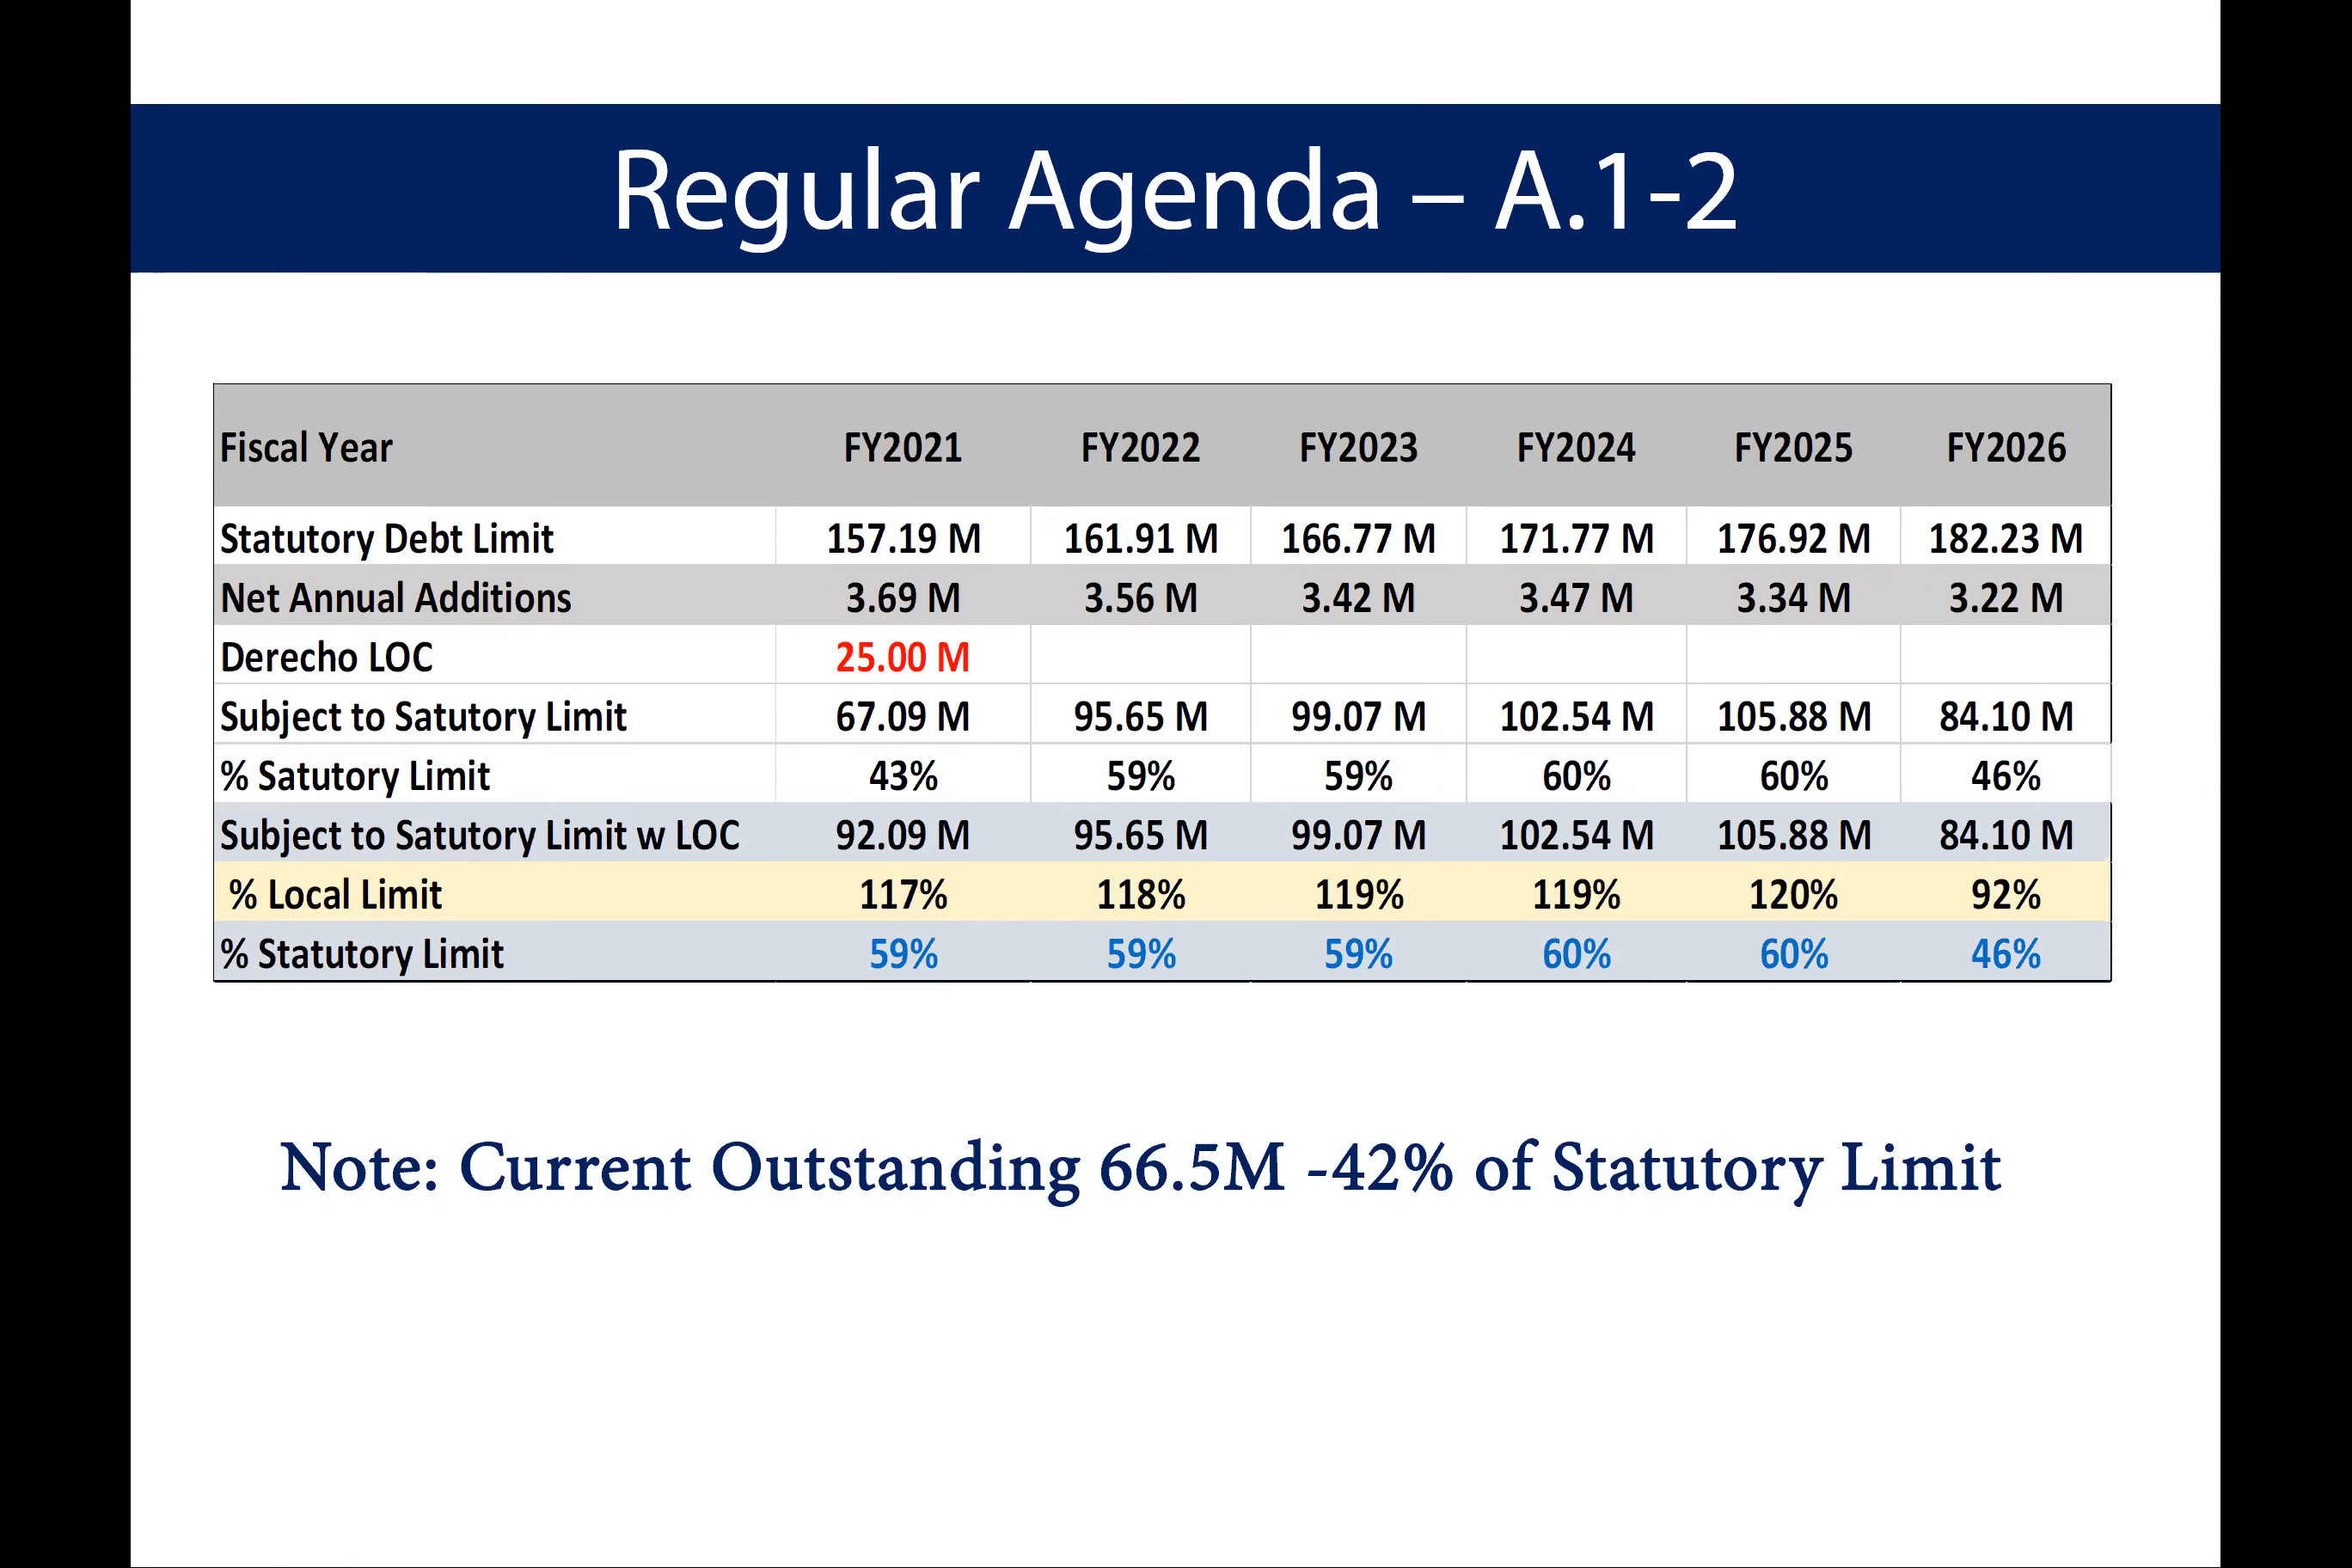 Regular Agenda – A.1-2
Fiscal Year FY2021 FY2022 FY2023 FY2024 FY2025 FY2026
Statutory Debt Limit 157.19 M 161.91 M 166.77 M 171.77 M 176.92 M 182.23 M
Net Annual Additions 3.69 M 3.56 M 3.42 M 3.47 M 3.34 M 3.22 M
Derecho LOC 25.00 M
Subject to Satutory Limit 67.09 M 95.65 M 99.07 M 102.54 M 105.88 M 84.10 M
% Satutory Limit 43% 59% 59% 60% 60% 46%
Subject to Satutory Limit w LOC 92.09 M 95.65 M 99.07 M 102.54 M 105.88 M 84.10 M
% Local Limit 117% 118% 119% 119% 120% 92%
% Statutory Limit 59% 59% 59% 60% 60% 46%
Note: Current Outstanding 66.5M -42% of Statutory Limit